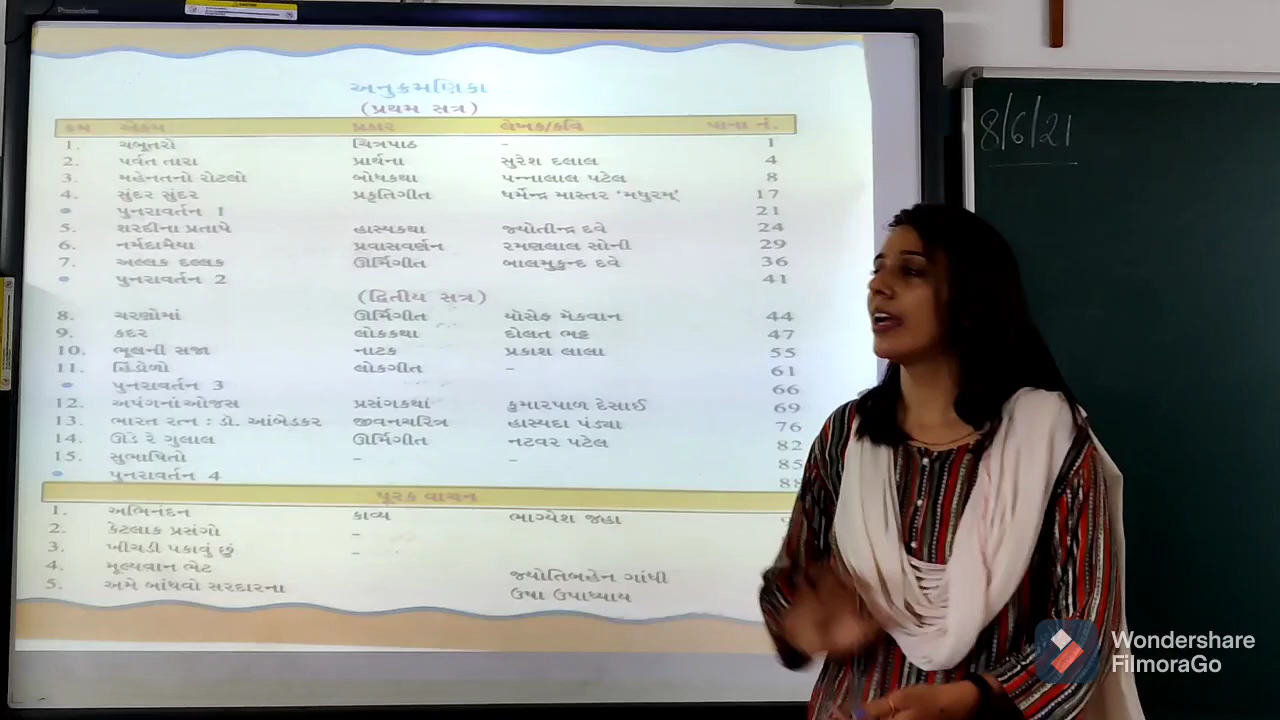 Promethean
CAUTION
અનુક્રમણિકા
(પ્રથમ સત્ર)
ક્રમ એકમ પ્રકાર લેખક/કવિ પાના નં.
1. ચબૂતરો ચિત્રપાઠ - 1
2. પર્વત તારા પ્રાર્થના સુરેશ દલાલ 4
3. મહેનતનો રોટલો બોધકથા પન્નાલાલ પટેલ 8
4. સુંદર સુંદર પ્રકૃતિગીત ધર્મેન્દ્ર માસ્તર ‘મધુરમ્’ 17
• પુનરાવર્તન 1 21
5. શરદીના પ્રતાપે હાસ્યકથા જ્યોતીન્દ્ર દવે 24
6. નર્મદામૈયા પ્રવાસવર્ણન રમણલાલ સોની 29
7. અલ્લક દલ્લક ઊર્મિગીત બાલમુકુન્દ દવે 36
• પુનરાવર્તન 2 41
(દ્વિતીય સત્ર)
8. ચરણોમાં ઊર્મિગીત યોસેફ મેકવાન 44
9. કદર લોકકથા દોલત ભટ્ટ 47
10. ભૂલની સજા નાટક પ્રકાશ લાલા 55
11. હિંડોળો લોકગીત - 61
• પુનરાવર્તન 3 66
12. અપંગનાં ઓજસ પ્રસંગકથા કુમારપાળ દેસાઈ 69
13. ભારત રત્ન : ડૉ. આંબેડકર જીવનચરિત્ર હાસ્યદા પંડ્યા 76
14. ઊડે રે ગુલાલ ઊર્મિગીત નટવર પટેલ 82
15. સુભાષિતો - - 85
• પુનરાવર્તન 4 88
પૂરક વાચન
1. અભિનંદન કાવ્ય ભાગ્યેશ જહા
2. કેટલાક પ્રસંગો -
3. ખીચડી પકાવું છું -
4. મૂલ્યવાન ભેટ જ્યોતિબહેન ગાંધી
5. અમે બાંધવો સરદારના ઉષા ઉપાધ્યાય
8/6/21
Wondershare
FilmoraGo